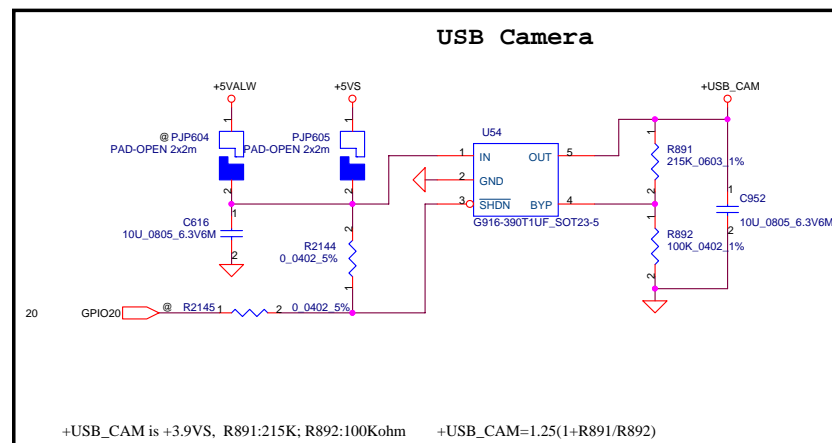 USB Camera
+5VALW
+5VS
+USB_CAM
1
1
@ PJP604
PAD-OPEN 2x2m
PJP605
PAD-OPEN 2x2m
2
2
U54
1 IN OUT 5
2 GND
3 SHDN BYP 4
G916-390T1UF_SOT23-5
1
R891
215K_0603_1%
2
1
R892
100K_0402_1%
2
1
C952
10U_0805_6.3V6M
2
1
C616
10U_0805_6.3V6M
2
2
R2144
0_0402_5%
1
20 GPIO20 @ R2145 1 2 0_0402_5%
+USB_CAM is +3.9VS, R891:215K; R892:100Kohm +USB_CAM=1.25(1+R891/R892)